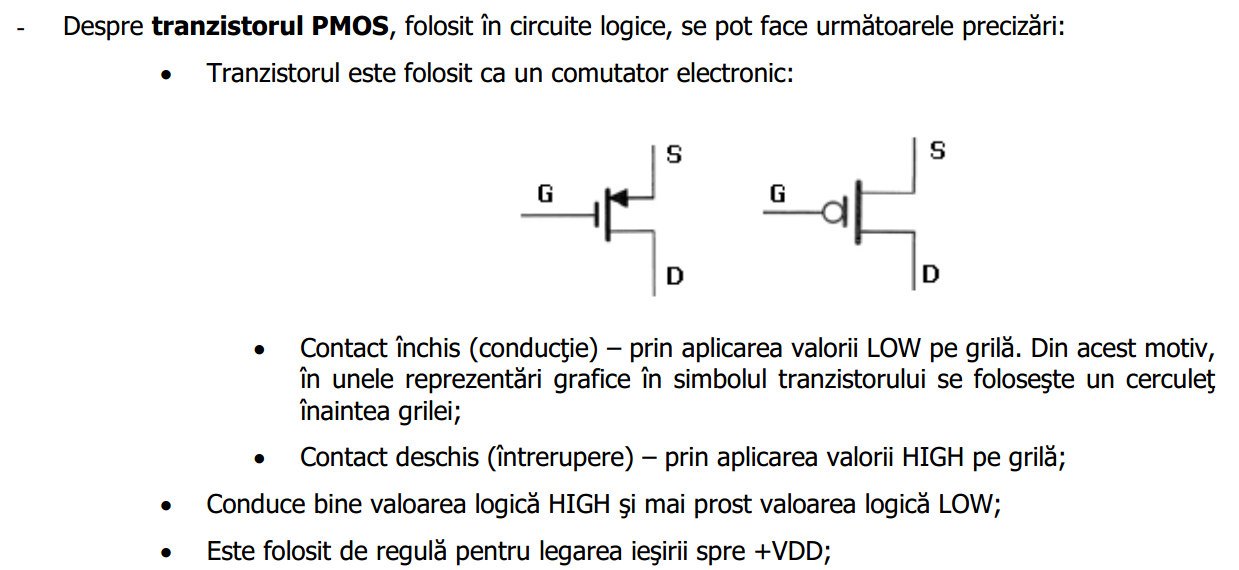 - Despre tranzistorul PMOS, folosit în circuite logice, se pot face următoarele precizări:
• Tranzistorul este folosit ca un comutator electronic:
S
G
D
S
G
D
• Contact închis (conducţie) – prin aplicarea valorii LOW pe grilă. Din acest motiv,
în unele reprezentări grafice în simbolul tranzistorului se foloseşte un cerculeţ
înaintea grilei;
• Contact deschis (întrerupere) – prin aplicarea valorii HIGH pe grilă;
• Conduce bine valoarea logică HIGH şi mai prost valoarea logică LOW;
• Este folosit de regulă pentru legarea ieşirii spre +VDD;